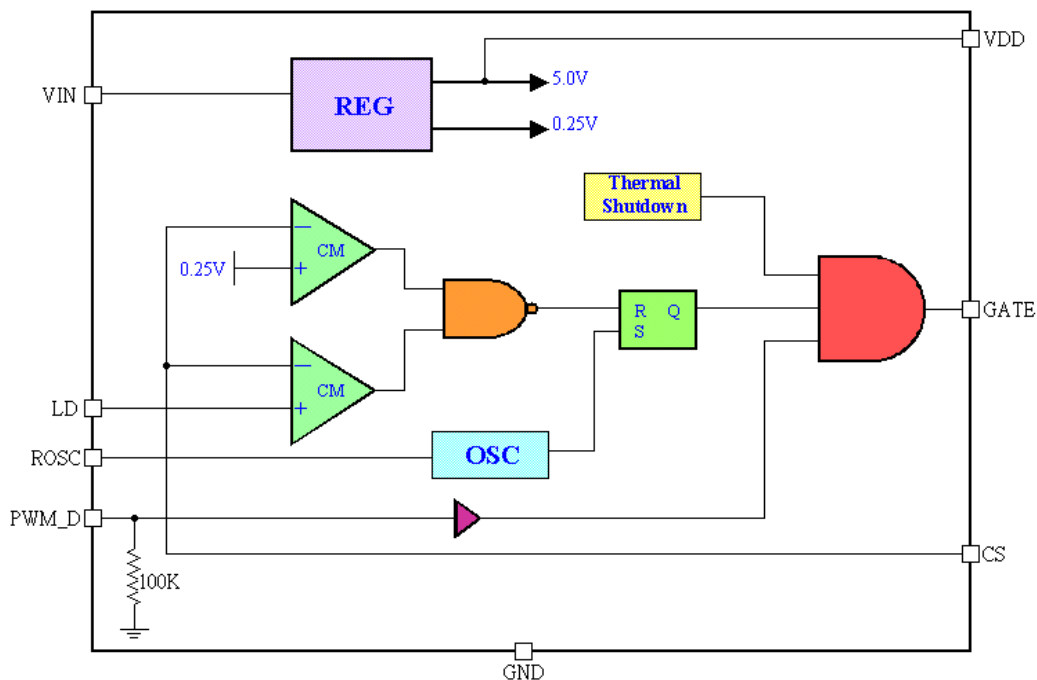 VDD
5.0V
VIN
REG
0.25V
Thermal
Shutdown
−
CM
0.25V
+
GATE
R Q
S
−
CM
LD
+
ROSC
OSC
PWM_D
CS
100K
GND